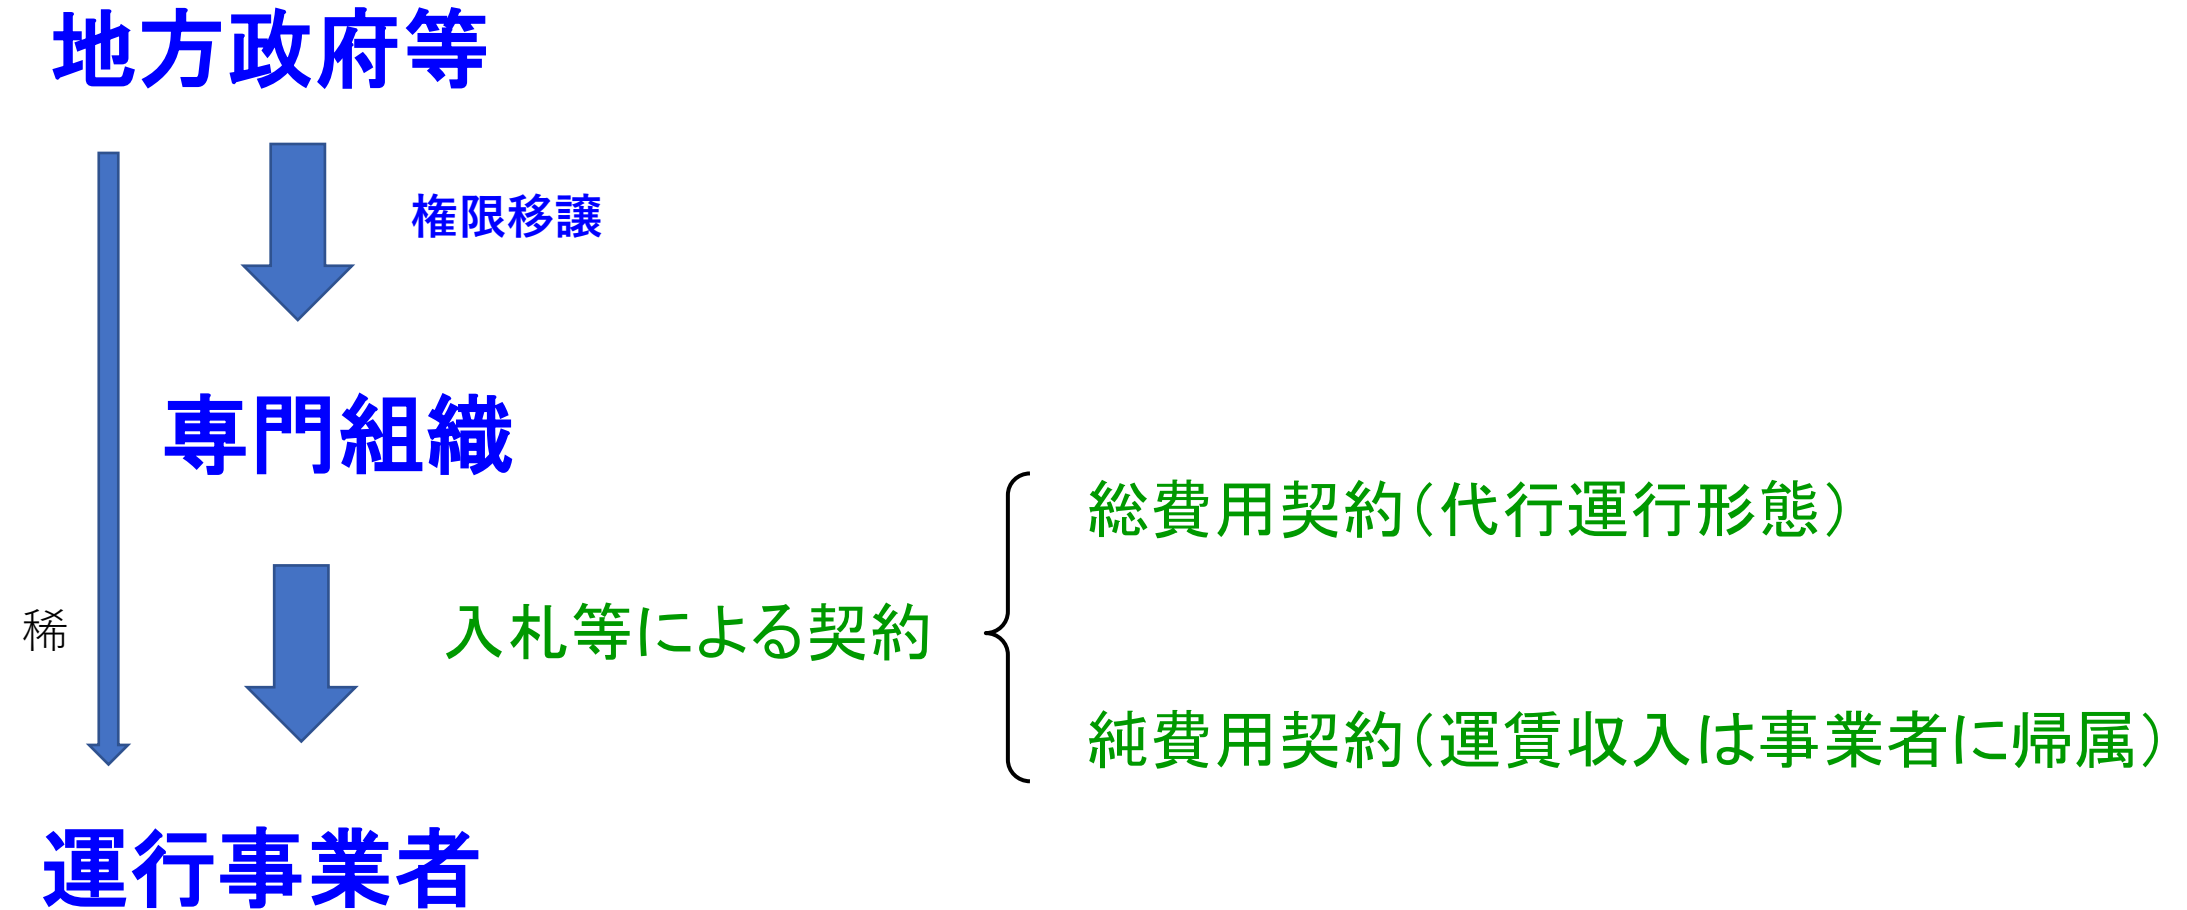 地方政府等
権限移譲
専門組織
総費用契約（代行運行形態）
稀
入札等による契約
純費用契約（運賃収入は事業者に帰属）
運行事業者